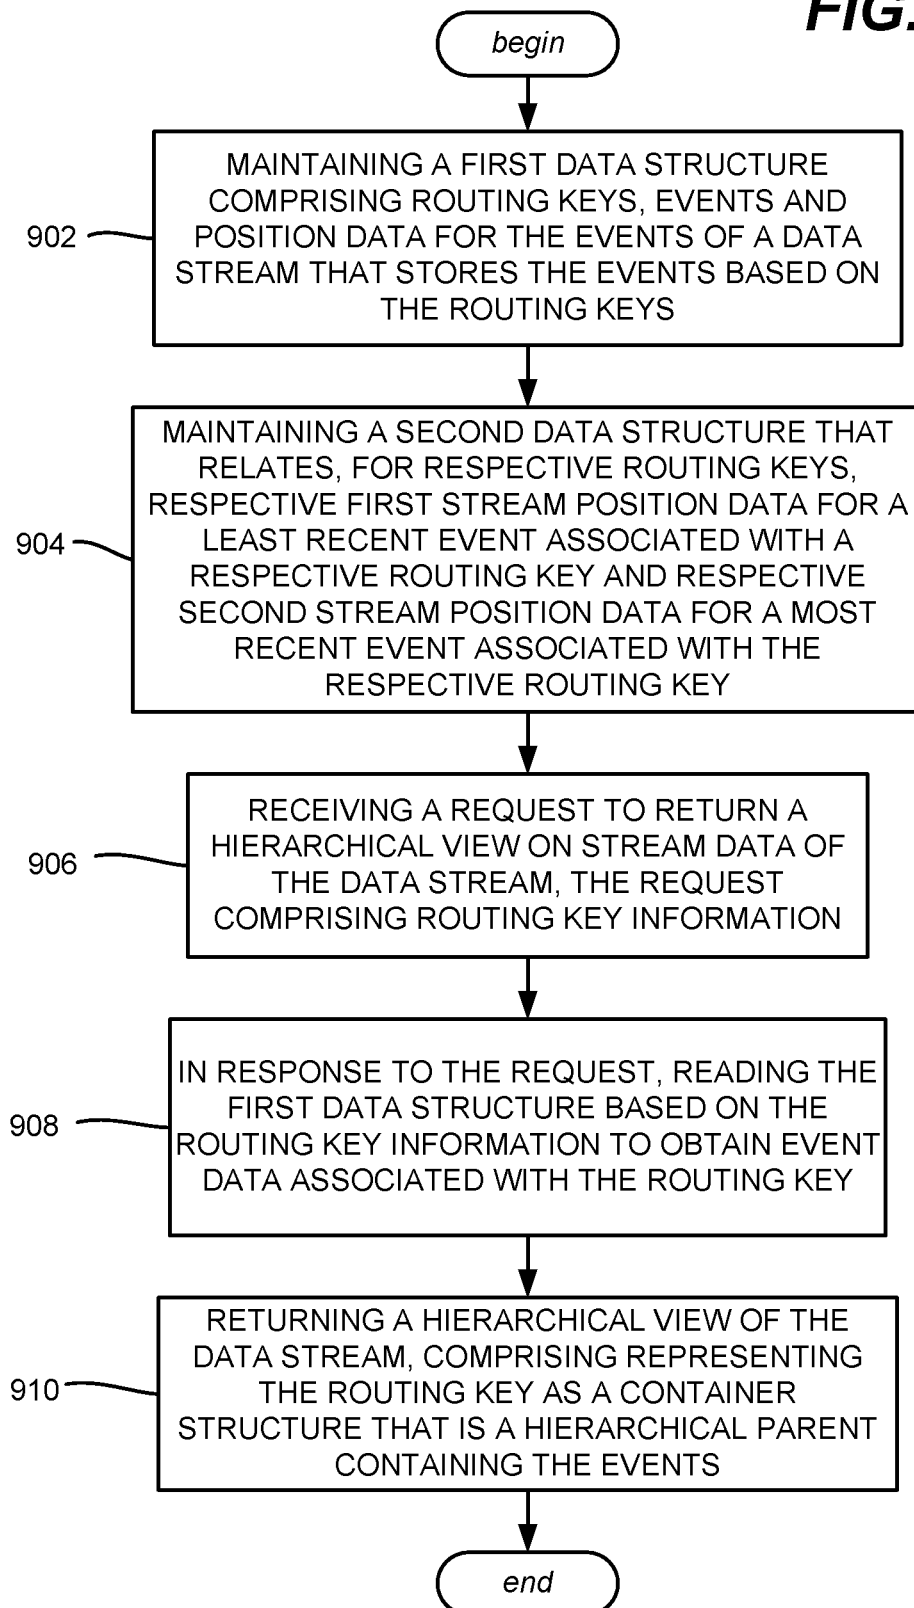 FIG.
begin
MAINTAINING A FIRST DATA STRUCTURE
COMPRISING ROUTING KEYS, EVENTS AND
POSITION DATA FOR THE EVENTS OF A DATA
STREAM THAT STORES THE EVENTS BASED ON
THE ROUTING KEYS
902
MAINTAINING A SECOND DATA STRUCTURE THAT
RELATES, FOR RESPECTIVE ROUTING KEYS,
RESPECTIVE FIRST STREAM POSITION DATA FOR A
LEAST RECENT EVENT ASSOCIATED WITH A
RESPECTIVE ROUTING KEY AND RESPECTIVE
SECOND STREAM POSITION DATA FOR A MOST
RECENT EVENT ASSOCIATED WITH THE
RESPECTIVE ROUTING KEY
904
RECEIVING A REQUEST TO RETURN A
HIERARCHICAL VIEW ON STREAM DATA OF
THE DATA STREAM, THE REQUEST
COMPRISING ROUTING KEY INFORMATION
906
IN RESPONSE TO THE REQUEST, READING THE
FIRST DATA STRUCTURE BASED ON THE
ROUTING KEY INFORMATION TO OBTAIN EVENT
DATA ASSOCIATED WITH THE ROUTING KEY
908
RETURNING A HIERARCHICAL VIEW OF THE
DATA STREAM, COMPRISING REPRESENTING
THE ROUTING KEY AS A CONTAINER
STRUCTURE THAT IS A HIERARCHICAL PARENT
CONTAINING THE EVENTS
910
end